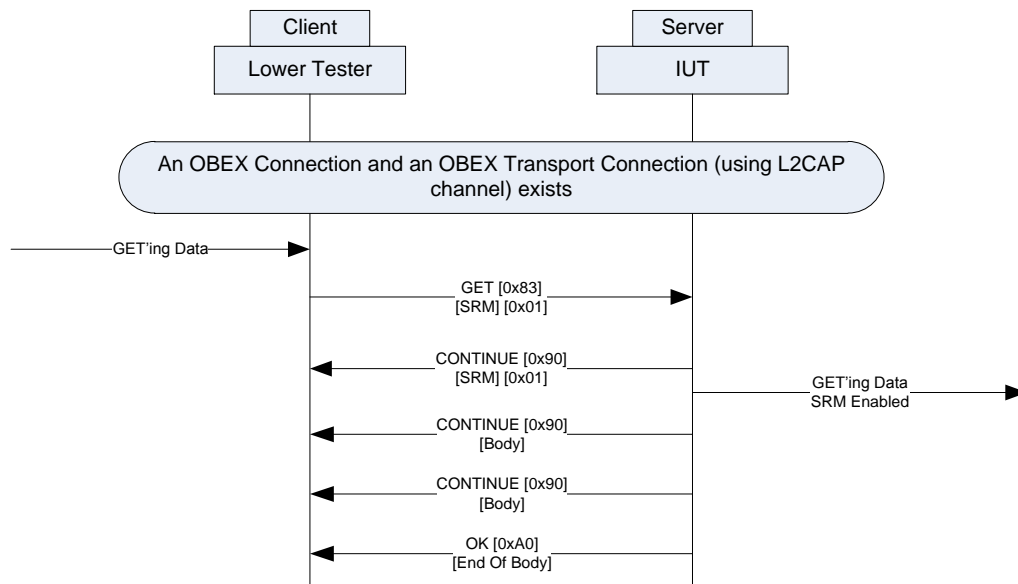 Client
Server
Lower Tester
IUT
An OBEX Connection and an OBEX Transport Connection (using L2CAP
channel) exists
GET'ing Data
GET [0x83]
[SRM] [0x01]
CONTINUE [0x90]
[SRM] [0x01]
GET'ing Data
SRM Enabled
CONTINUE [0x90]
[Body]
CONTINUE [0x90]
[Body]
OK [0xA0]
[End Of Body]